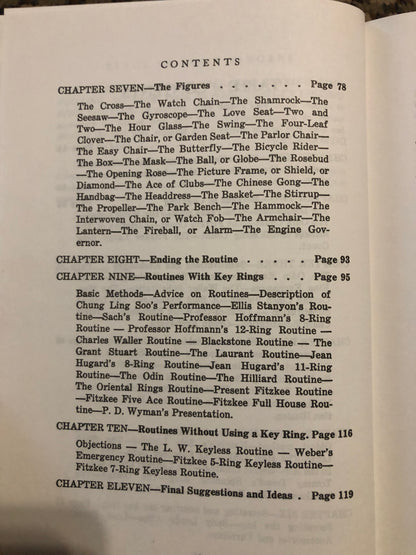 CONTENTS
CHAPTER SEVEN—The Figures . . . . . . . Page 78
The Cross—The Watch Chain—The Shamrock—The
Seesaw—The Gyroscope—The Love Seat—Two and
Two—The Hour Glass—The Swing—The Four-Leaf
Clover—The Chair, or Garden Seat—The Parlor Chair—
The Easy Chair—The Butterfly—The Bicycle Rider—
The Box—The Mask—The Ball, or Globe—The Rosebud
—The Opening Rose—The Picture Frame, or Shield, or
Diamond—The Ace of Clubs—The Chinese Gong—The
Handbag—The Headdress—The Basket—The Stirrup—
The Propeller—The Park Bench—The Hammock—The
Interwoven Chain, or Watch Fob—The Armchair—The
Lantern—The Fireball, or Alarm—The Engine Gov-
ernor.
CHAPTER EIGHT—Ending the Routine . . . . . Page 93
CHAPTER NINE—Routines With Key Rings . . . Page 95
Basic Methods—Advice on Routines—Description of
Chung Ling Soo's Performance—Ellis Stanyon's Rou-
tine—Sach's Routine—Professor Hoffmann's 8-Ring
Routine — Professor Hoffmann's 12-Ring Routine —
Charles Waller Routine — Blackstone Routine — The
Grant Stuart Routine—The Laurant Routine—Jean
Hugard's 8-Ring Routine—Jean Hugard's 11-Ring
Routine—The Odin Routine—The Hilliard Routine—
The Oriental Rings Routine—Present Fitzkee Routine
—Fitzkee Five Ace Routine—Fitzkee Full House Rou-
tine—P. D. Wyman's Presentation.
CHAPTER TEN—Routines Without Using a Key Ring. Page 116
Objections — The L. W. Keyless Routine — Weber's
Emergency Routine—Fitzkee 5-Ring Keyless Routine—
Fitzkee 7-Ring Keyless Routine.
CHAPTER ELEVEN—Final Suggestions and Ideas . Page 119